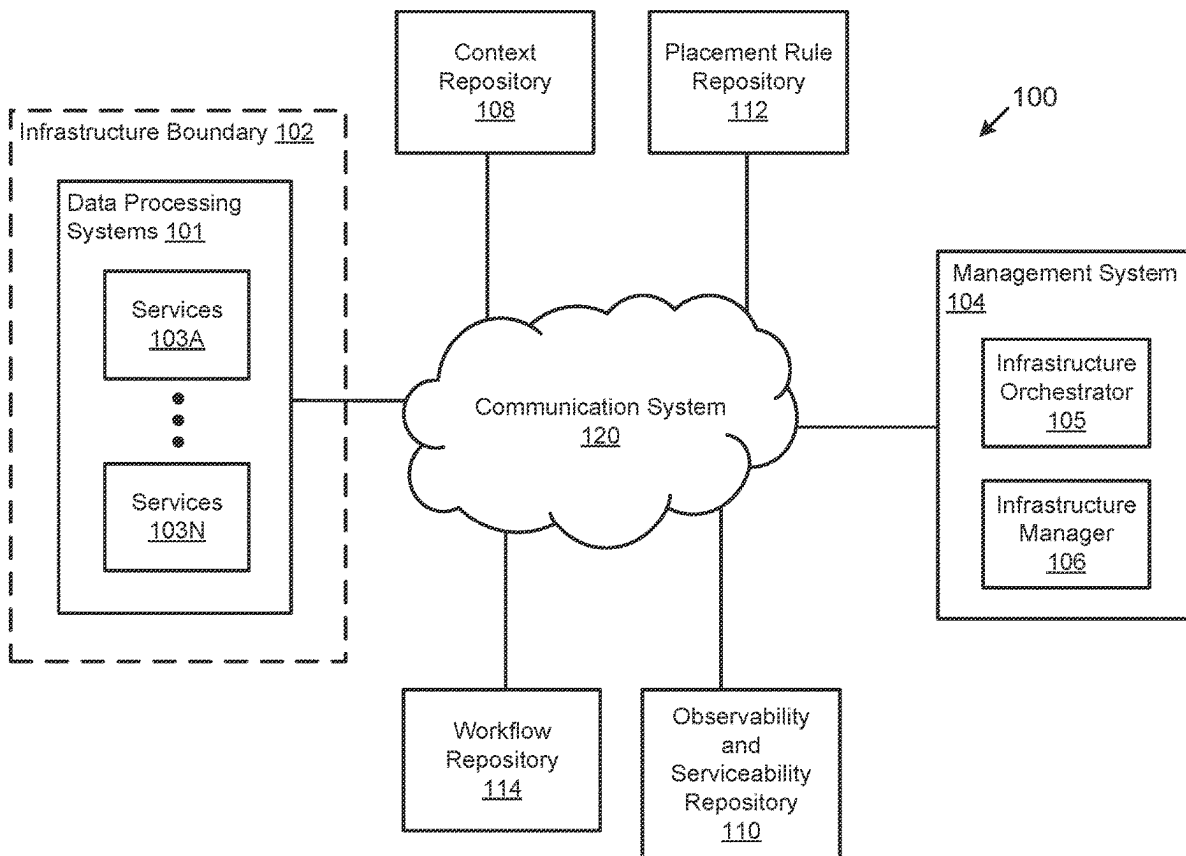 Context
Repository
108
Placement Rule
Repository
112
100
Infrastructure Boundary 102
Data Processing
Systems 101
Services
103A
Services
103N
Communication System
120
Management System
104
Infrastructure
Orchestrator
105
Infrastructure
Manager
106
Workflow
Repository
114
Observability
and
Serviceability
Repository
110